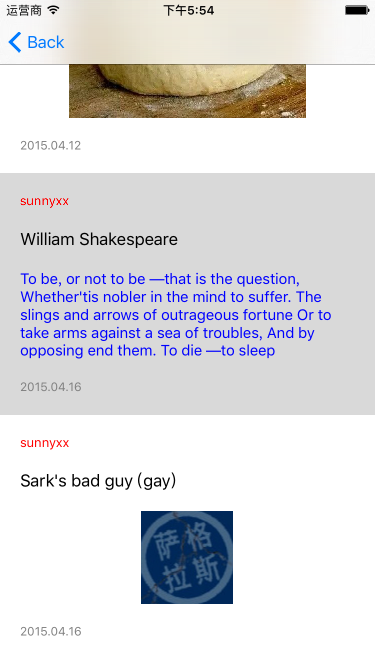 运营商 下午5:54
Back
2015.04.12
sunnyxx
William Shakespeare
To be, or not to be —that is the question,
Whether'tis nobler in the mind to suffer. The
slings and arrows of outrageous fortune Or to
take arms against a sea of troubles, And by
opposing end them. To die —to sleep
2015.04.16
sunnyxx
Sark's bad guy (gay)
萨格
拉斯
2015.04.16